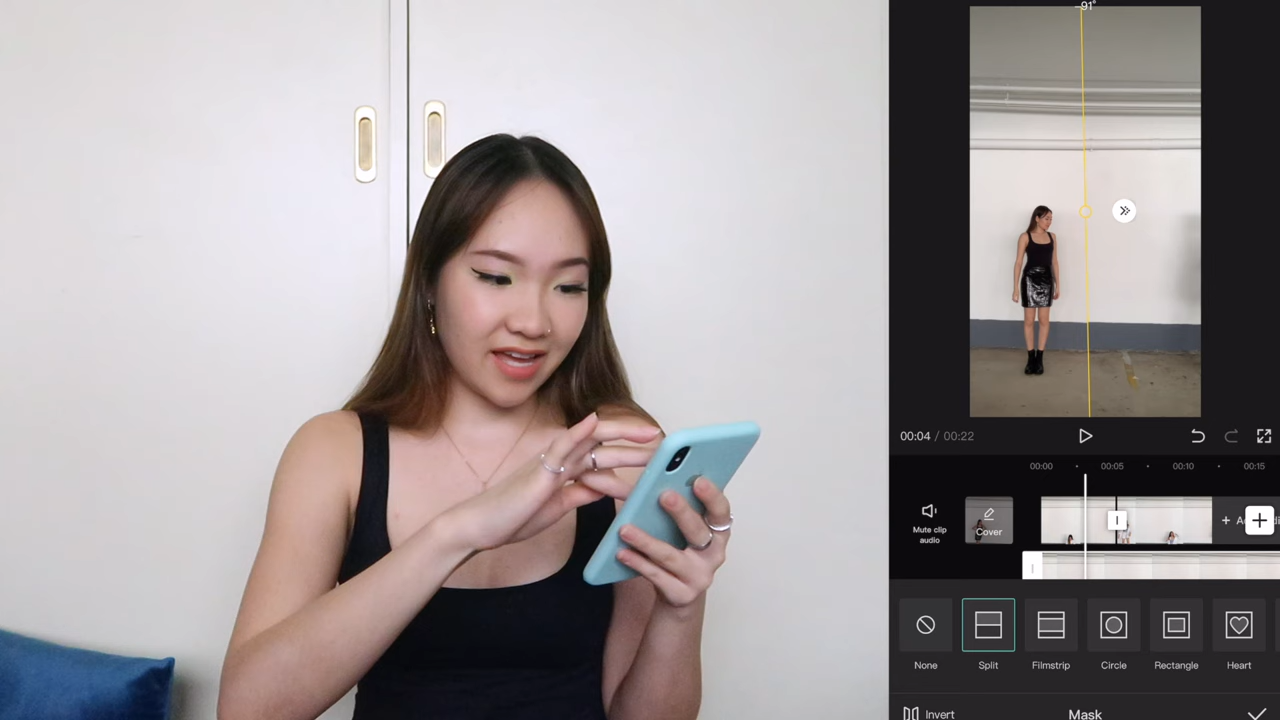 -91°
00:04 / 00:22
00:00
00:05
00:10
00:15
Mute clip
audio
Cover
None
Split
Filmstrip
Circle
Rectangle
Heart
Invert
Mask